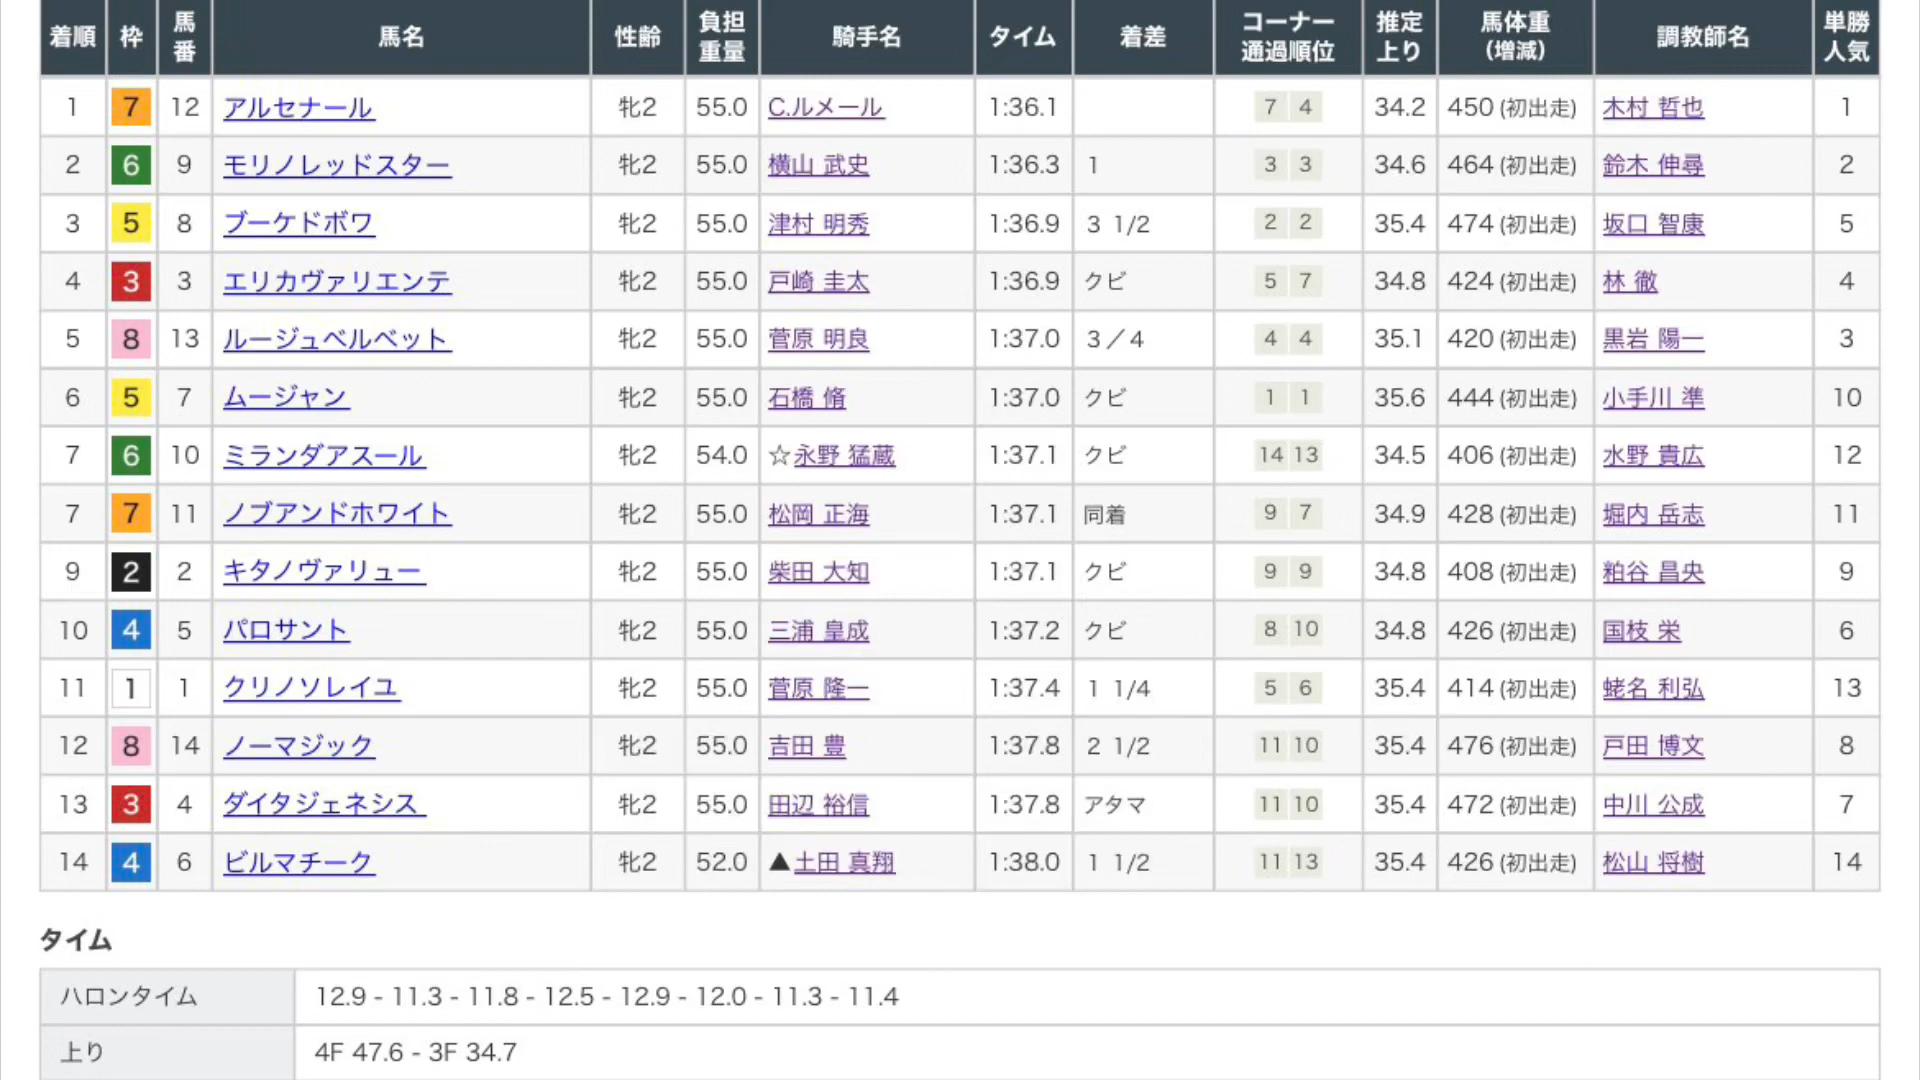 着順 枠 馬番 馬名 性齢 負担重量 騎手名 タイム 着差 コーナー通過順位 推定上り 馬体重(増減) 調教師名 単勝人気
1 7 12 アルセナール 牝2 55.0 C.ルメール 1:36.1 7 4 34.2 450 (初出走) 木村 哲也 1
2 6 9 モリノレッドスター 牝2 55.0 横山 武史 1:36.3 1 3 3 34.6 464 (初出走) 鈴木 伸尋 2
3 5 8 ブーケドボワ 牝2 55.0 津村 明秀 1:36.9 3 1/2 2 2 35.4 474 (初出走) 坂口 智康 5
4 3 3 エリカヴァリエンテ 牝2 55.0 戸崎 圭太 1:36.9 クビ 5 7 34.8 424 (初出走) 林 徹 4
5 8 13 ルージュベルベット 牝2 55.0 菅原 明良 1:37.0 3／4 4 4 35.1 420 (初出走) 黒岩 陽一 3
6 5 7 ムージャン 牝2 55.0 石橋 脩 1:37.0 クビ 1 1 35.6 444 (初出走) 小手川 準 10
7 6 10 ミランダアスール 牝2 54.0 ☆永野 猛蔵 1:37.1 クビ 14 13 34.5 406 (初出走) 水野 貴広 12
7 7 11 ノブアンドホワイト 牝2 55.0 松岡 正海 1:37.1 同着 9 7 34.9 428 (初出走) 堀内 岳志 11
9 2 2 キタノヴァリュー 牝2 55.0 柴田 大知 1:37.1 クビ 9 9 34.8 408 (初出走) 粕谷 昌央 9
10 4 5 パロサント 牝2 55.0 三浦 皇成 1:37.2 クビ 8 10 34.8 426 (初出走) 国枝 栄 6
11 1 1 クリノソレイユ 牝2 55.0 菅原 隆一 1:37.4 1 1/4 5 6 35.4 414 (初出走) 蛯名 利弘 13
12 8 14 ノーマジック 牝2 55.0 吉田 豊 1:37.8 2 1/2 11 10 35.4 476 (初出走) 戸田 博文 8
13 3 4 ダイタジェネシス 牝2 55.0 田辺 裕信 1:37.8 アタマ 11 10 35.4 472 (初出走) 中川 公成 7
14 4 6 ビルマチーク 牝2 52.0 ▲土田 真翔 1:38.0 1 1/2 11 13 35.4 426 (初出走) 松山 将樹 14
タイム
ハロンタイム 12.9 - 11.3 - 11.8 - 12.5 - 12.9 - 12.0 - 11.3 - 11.4
上り 4F 47.6 - 3F 34.7